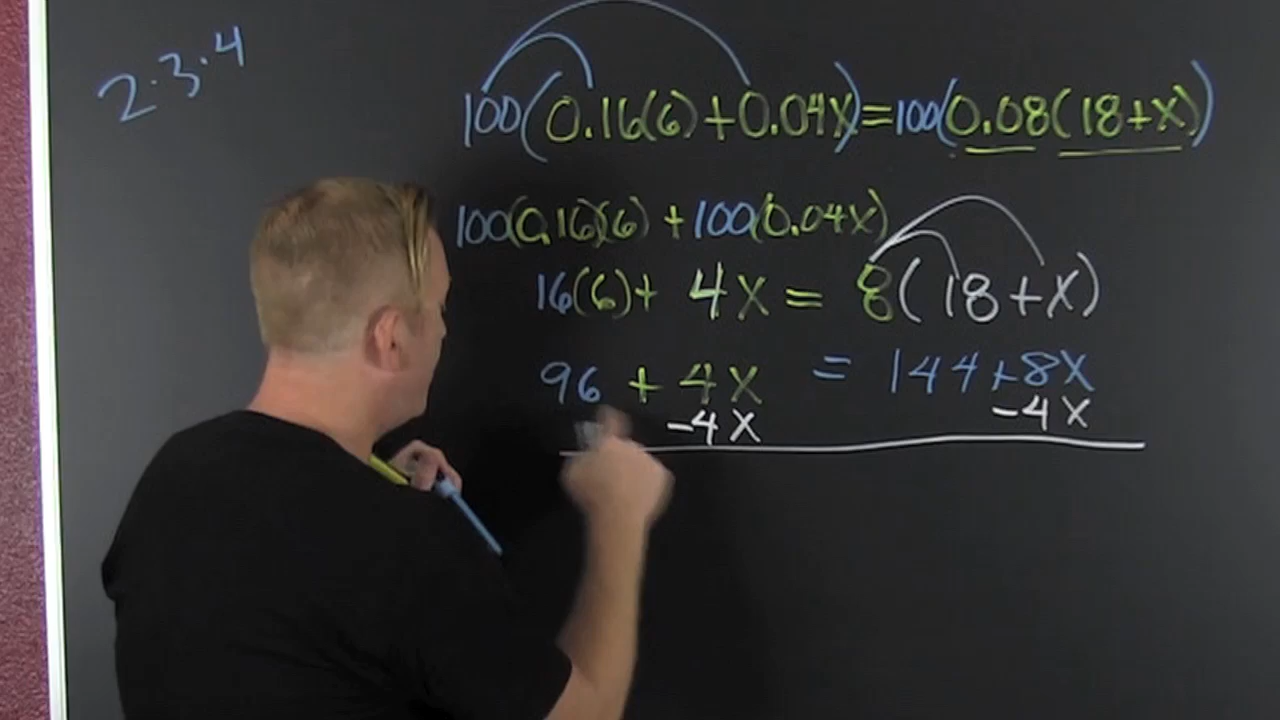 2·3·4
100(0.16(6)+0.04X)=100(0.08(18+X))
100(0.16)(6)+100(0.04X)
16(6)+ 4X = 8(18+X)
96 + 4X = 144+8X
-4X -4X